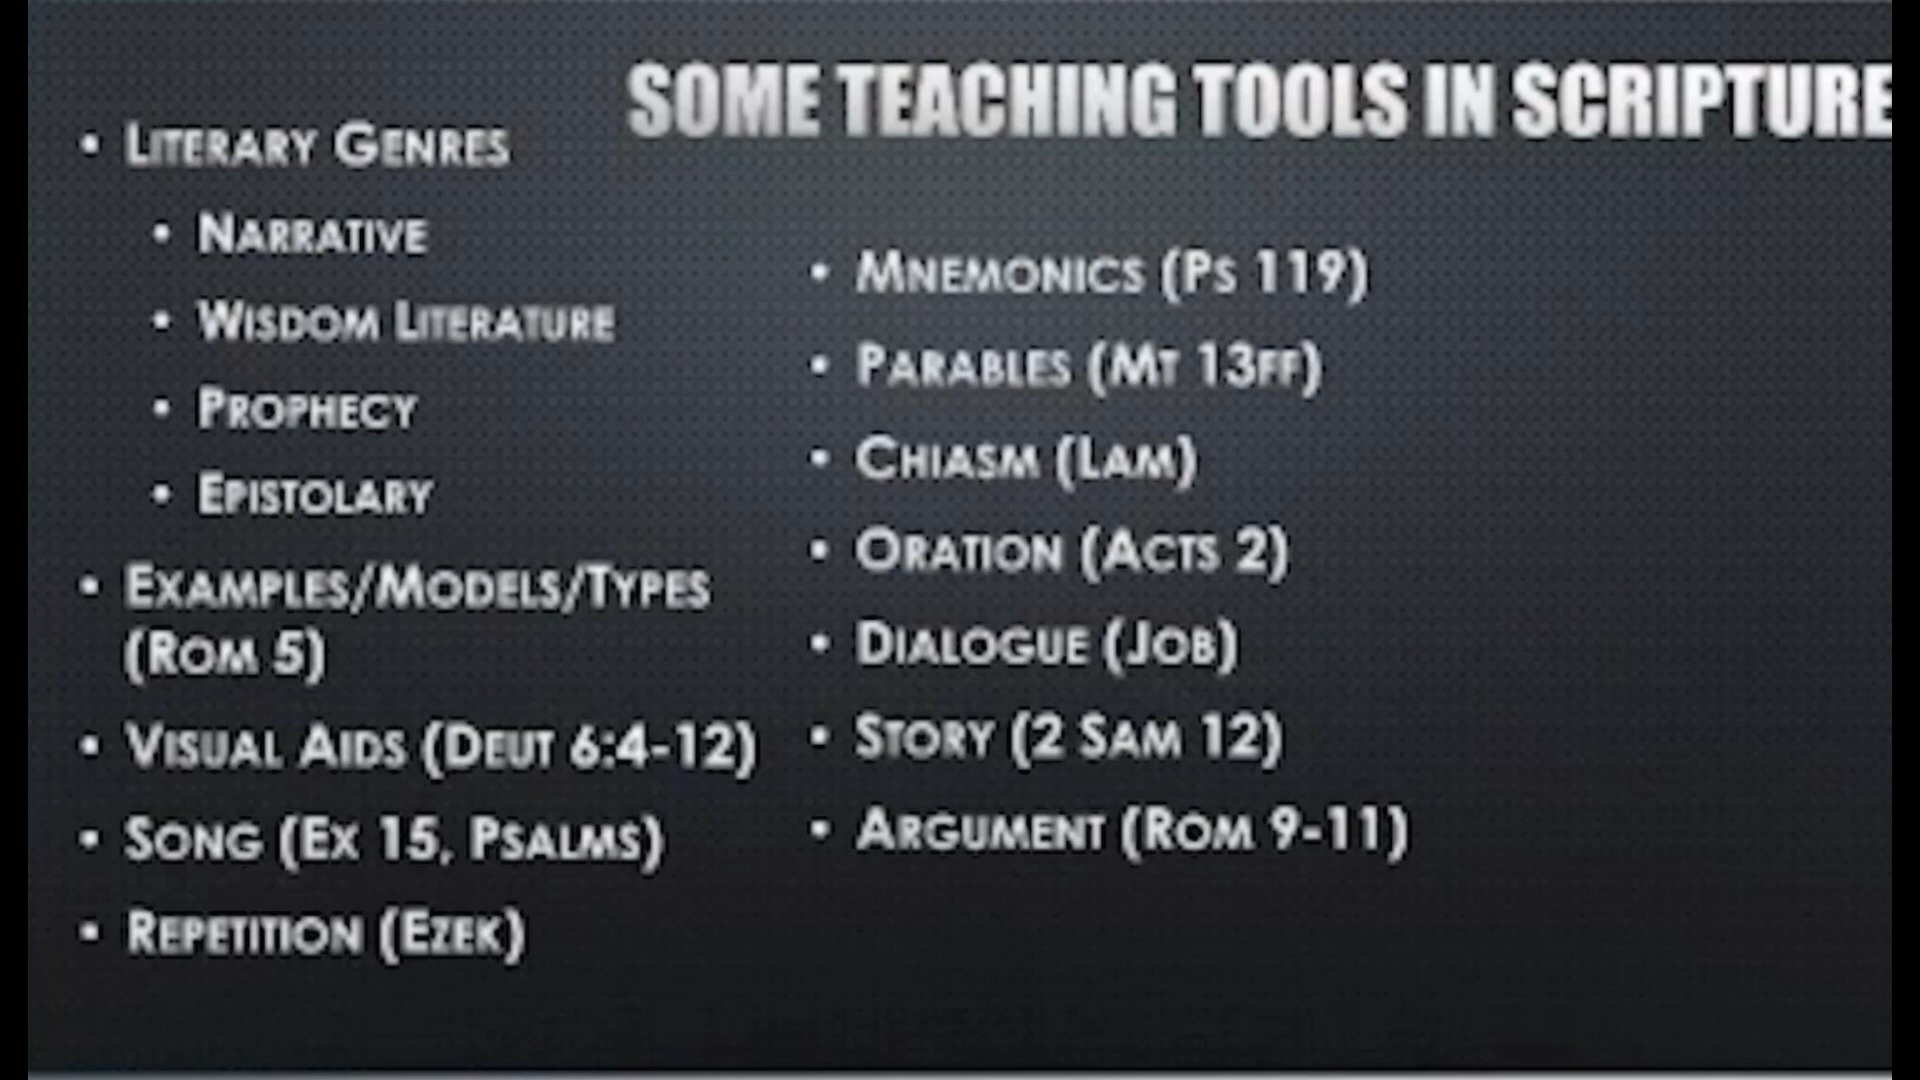 SOME TEACHING TOOLS IN SCRIPTURE
• LITERARY GENRES
• NARRATIVE
• WISDOM LITERATURE
• PROPHECY
• EPISTOLARY
• EXAMPLES/MODELS/TYPES
(ROM 5)
• VISUAL AIDS (DEUT 6:4-12)
• SONG (EX 15, PSALMS)
• REPETITION (EZEK)
• MNEMONICS (PS 119)
• PARABLES (MT 13FF)
• CHIASM (LAM)
• ORATION (ACTS 2)
• DIALOGUE (JOB)
• STORY (2 SAM 12)
• ARGUMENT (ROM 9-11)